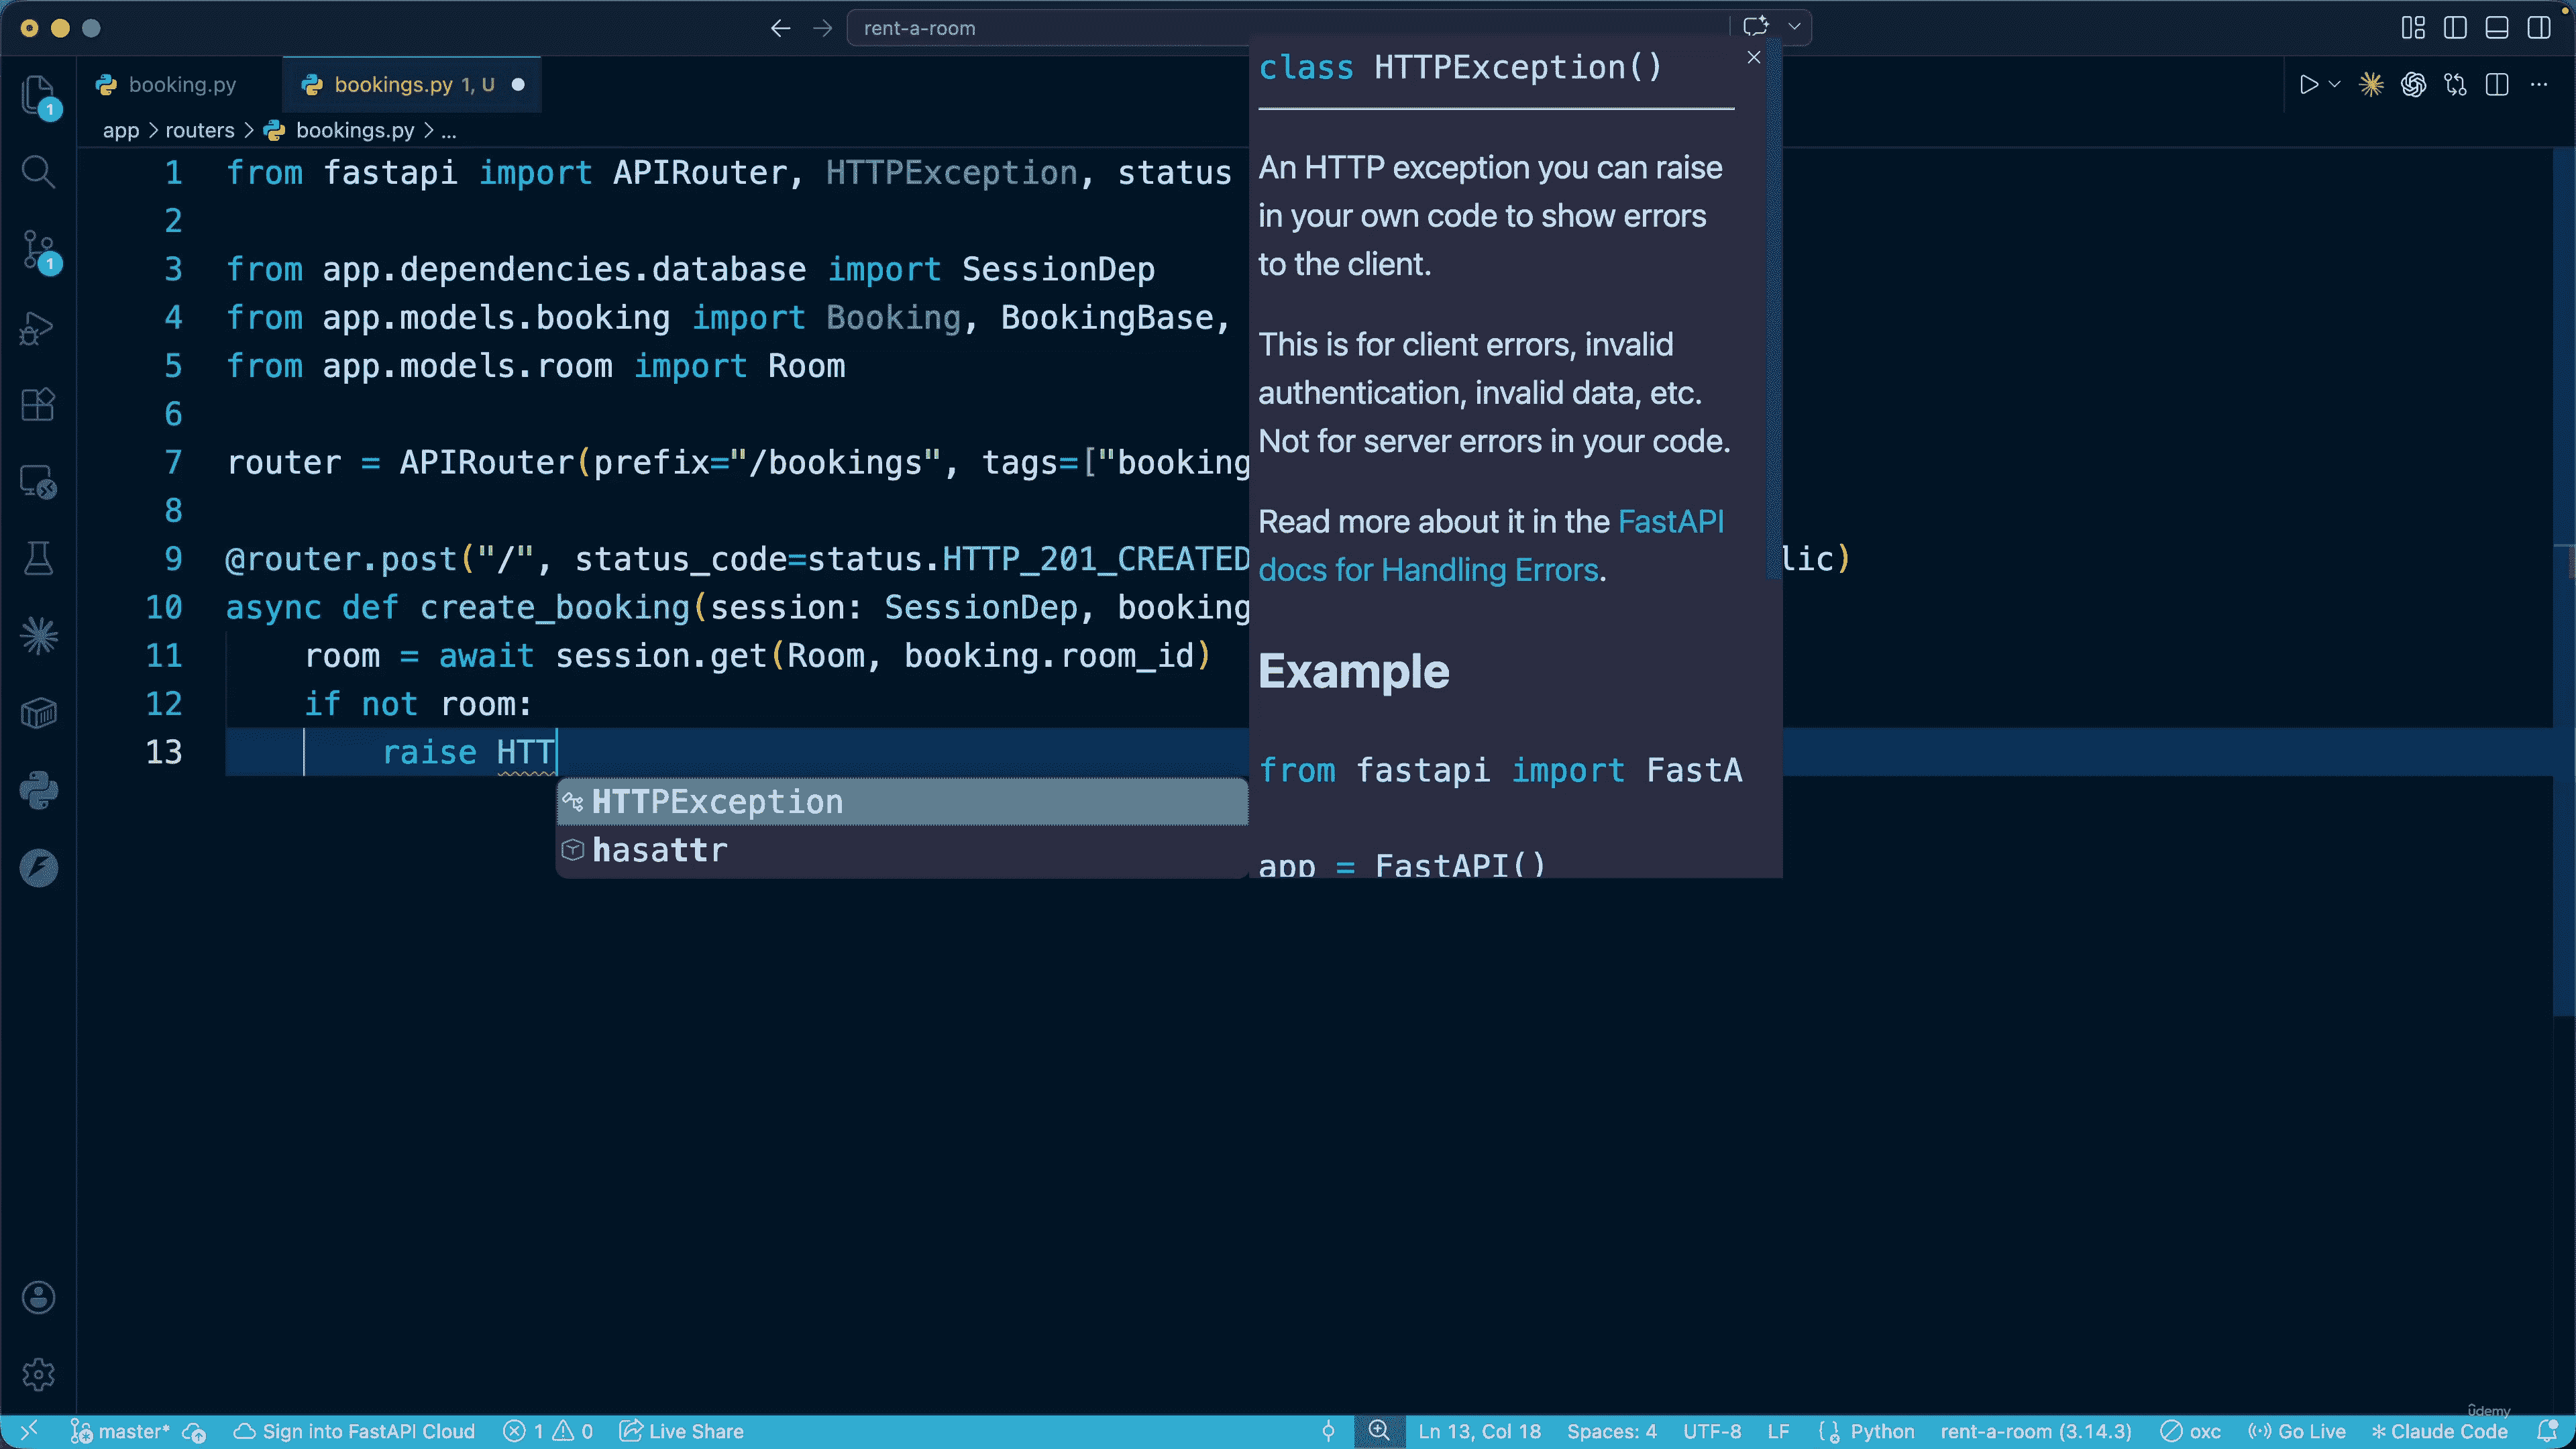 rent-a-room
booking.py
bookings.py 1, U
app > routers > bookings.py > ...
1 from fastapi import APIRouter, HTTPException, status
2
3 from app.dependencies.database import SessionDep
4 from app.models.booking import Booking, BookingBase,
5 from app.models.room import Room
6
7 router = APIRouter(prefix="/bookings", tags=["booking
8
9 @router.post("/", status_code=status.HTTP_201_CREATED lic)
10 async def create_booking(session: SessionDep, booking
11 room = await session.get(Room, booking.room_id)
12 if not room:
13 raise HTT
HTTPException
hasattr
class HTTPException()
An HTTP exception you can raise
in your own code to show errors
to the client.
This is for client errors, invalid
authentication, invalid data, etc.
Not for server errors in your code.
Read more about it in the FastAPI
docs for Handling Errors.
Example
from fastapi import FastA
app = FastAPI()
1
1
udemy
master* Sign into FastAPI Cloud 1 0 Live Share Ln 13, Col 18 Spaces: 4 UTF-8 LF Python rent-a-room (3.14.3) oxc Go Live Claude Code